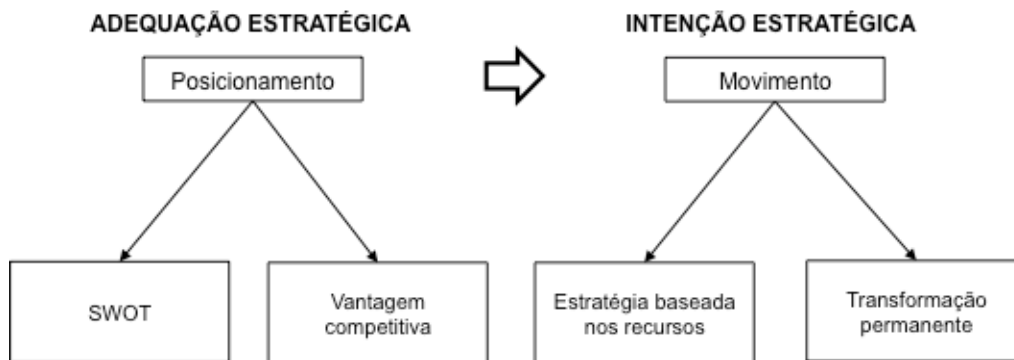 ADEQUAÇÃO ESTRATÉGICA
Posicionamento
SWOT
Vantagem
competitiva
INTENÇÃO ESTRATÉGICA
Movimento
Estratégia baseada
nos recursos
Transformação
permanente